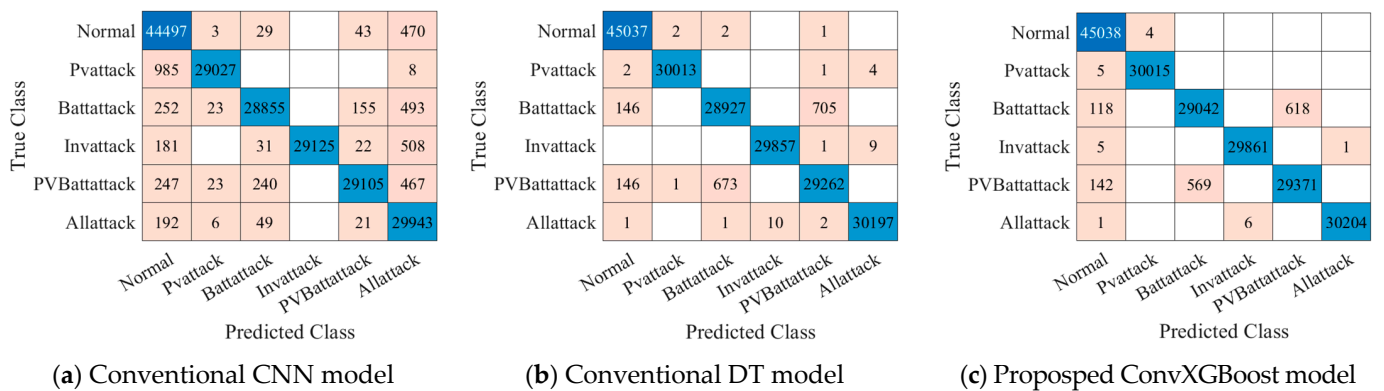 Normal 44497 3 29 43 470
Pvattack 985 29027 8
Battattack 252 23 28855 155 493
Invattack 181 31 29125 22 508
PVBattattack 247 23 240 29105 467
Allattack 192 6 49 21 29943
True Class
Normal Pvattack Battattack Invattack PVBattattack Allattack
Predicted Class
(a) Conventional CNN model
Normal 45037 2 2 1
Pvattack 2 30013 1 4
Battattack 146 28927 705
Invattack 29857 1 9
PVBattattack 146 1 673 29262
Allattack 1 1 10 2 30197
True Class
Normal Pvattack Battattack Invattack PVBattattack Allattack
Predicted Class
(b) Conventional DT model
Normal 45038 4
Pvattack 5 30015
Battattack 118 29042 618
Invattack 5 29861 1
PVBattattack 142 569 29371
Allattack 1 6 30204
True Class
Normal Pvattack Battattack Invattack PVBattattack Allattack
Predicted Class
(c) Proposped ConvXGBoost model